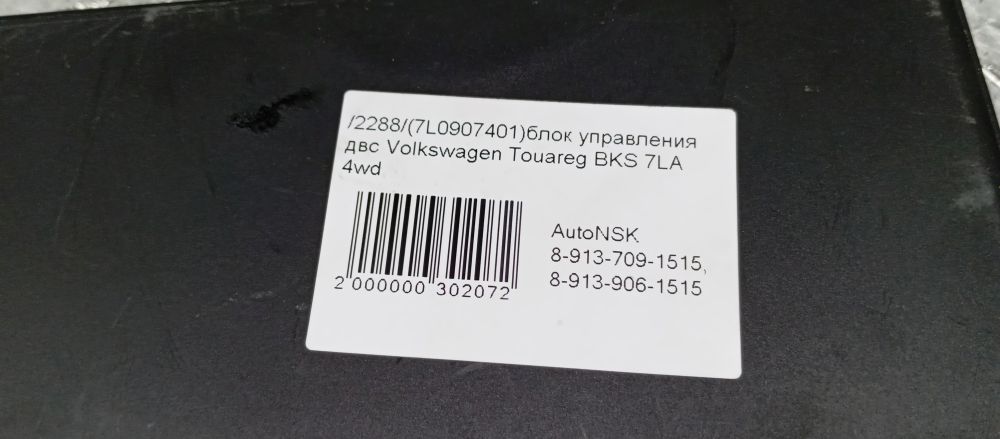 /2288/(7L0907401)блок управления
двс Volkswagen Touareg BKS 7LA
4wd
AutoNSK
8-913-709-1515,
8-913-906-1515
2 000000 302072